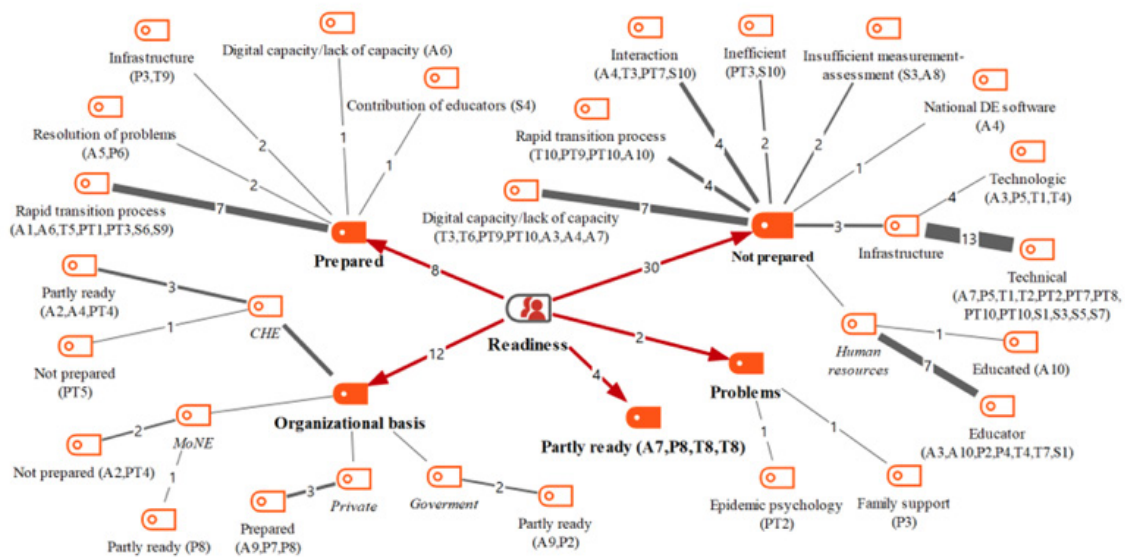 Digital capacity/lack of capacity (A6)
Infrastructure
(P3,T9)
Contribution of educators (S4)
Resolution of problems
(A5,P6)
Rapid transition process
(A1,A6,T5,PT1,PT3,S6,S9)
1
2
1
2
7
Prepared
8
Interaction
(A4,T3,PT7,S10)
Inefficient
(PT3,S10)
Insufficient measurement-
assessment (S3,A8)
National DE software
(A4)
Rapid transition process
(T10,PT9,PT10,A10)
Technologic
(A3,P5,T1,T4)
Digital capacity/lack of capacity
(T3,T6,PT9,PT10,A3,A4,A7)
4
2
2
1
4
4
7
3
13
Not prepared
Infrastructure
Technical
(A7,P5,T1,T2,PT2,PT7,PT8,
PT10,PT10,S1,S3,S5,S7)
30
Partly ready
(A2,A4,PT4)
3
CHE
1
Not prepared
(PT5)
Readiness
12
2
4
Human
resources
1
Educated (A10)
7
Educator
(A3,A10,P2,P4,T4,T7,S1)
Problems
Organizational basis
MoNE
2
Not prepared (A2,PT4)
1
Partly ready (P8)
Partly ready (A7,P8,T8,T8)
3
Private
Prepared
(A9,P7,P8)
Goverment
2
Partly ready
(A9,P2)
1
Epidemic psychology
(PT2)
1
Family support
(P3)